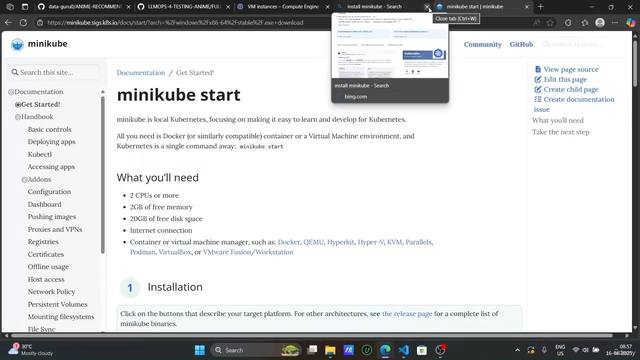 data-guru0/ANIME-RECOMMEN
LLMOPS-4-TESTING-ANIME/FUL
VM instances – Compute Engine
install minikube - Search
minikube start | minikube
Close tab (Ctrl+W)
https://minikube.sigs.k8s.io/docs/start/?arch=%2Fwindows%2Fx86-64%2Fstable%2F.exe+download
minikube
install minikube - Search
bing.com
Community
GitHub
Search this site...
Documentation
Get Started!
Handbook
Basic controls
Deploying apps
Kubectl
Accessing apps
Addons
Configuration
Dashboard
Pushing images
Proxies and VPNs
Registries
Certificates
Offline usage
Host access
Network Policy
Persistent Volumes
Mounting filesystems
File Sync
Documentation / Get Started!
minikube start
minikube is local Kubernetes, focusing on making it easy to learn and develop for Kubernetes.
All you need is Docker (or similarly compatible) container or a Virtual Machine environment, and
Kubernetes is a single command away: minikube start
What you'll need
• 2 CPUs or more
• 2GB of free memory
• 20GB of free disk space
• Internet connection
• Container or virtual machine manager, such as: Docker, QEMU, Hyperkit, Hyper-V, KVM, Parallels,
Podman, VirtualBox, or VMware Fusion/Workstation
1 Installation
Click on the buttons that describe your target platform. For other architectures, see the release page for a complete list of
minikube binaries.
View page source
Edit this page
Create child page
Create documentation
issue
What you'll need
Take the next step
30°C
Mostly cloudy
Search
ENG
US
08:57
16-06-2025